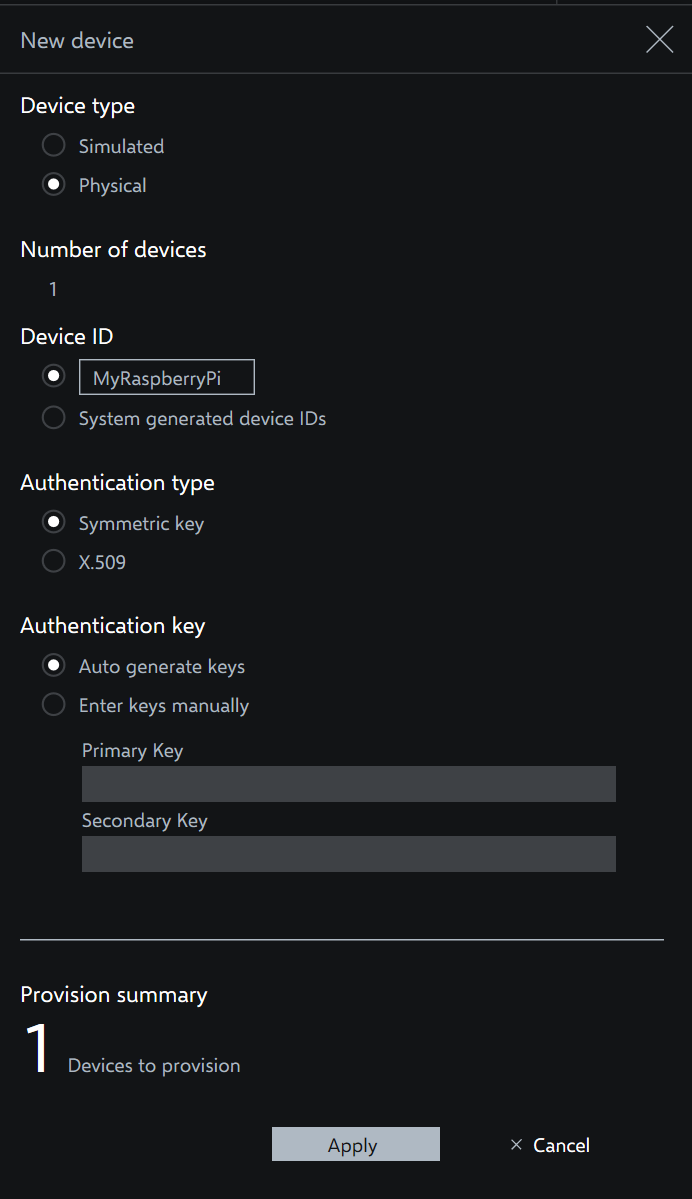 New device
Device type
Simulated
Physical
Number of devices
1
Device ID
MyRaspberryPi
System generated device IDs
Authentication type
Symmetric key
X.509
Authentication key
Auto generate keys
Enter keys manually
Primary Key
Secondary Key
Provision summary
1 Devices to provision
Apply
Cancel